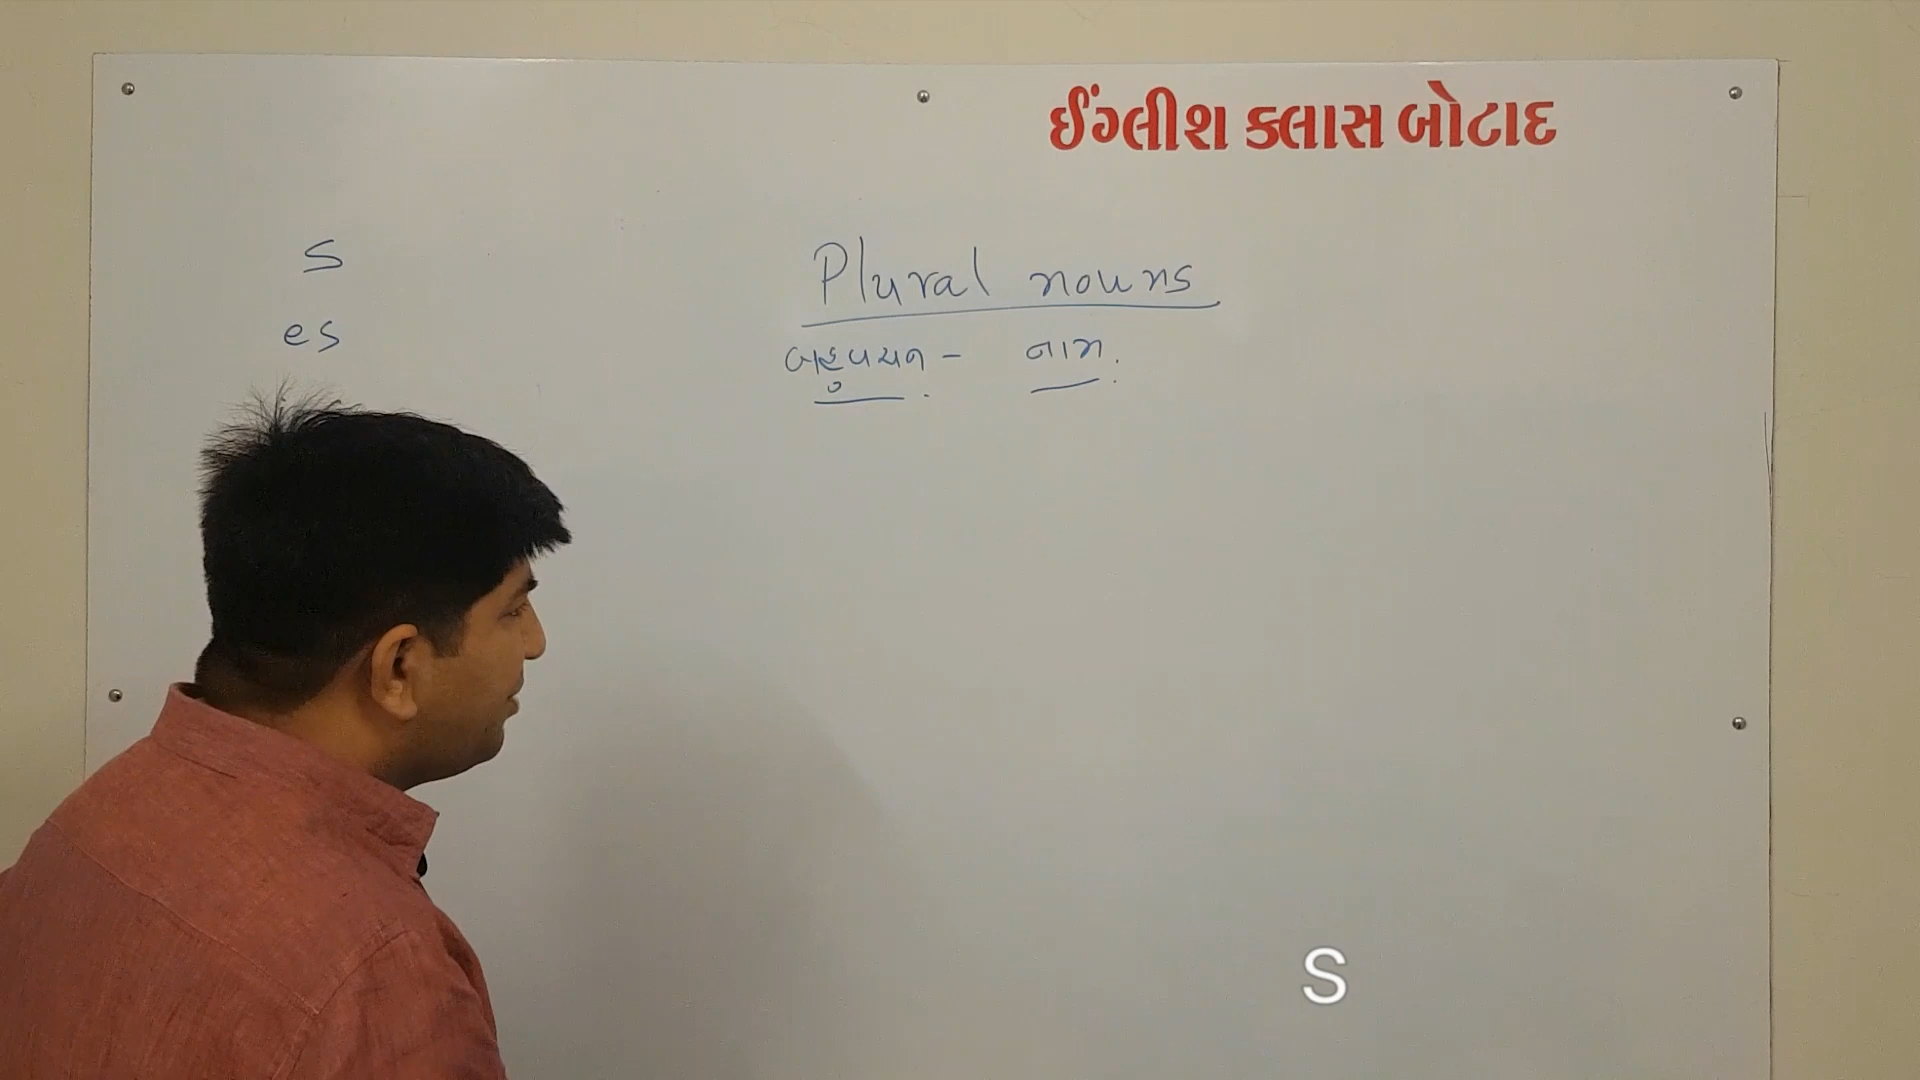 ઈંગ્લીશ ક્લાસ બોટાદ
s
es
Plural nouns
બહુવચન - નામ.
S